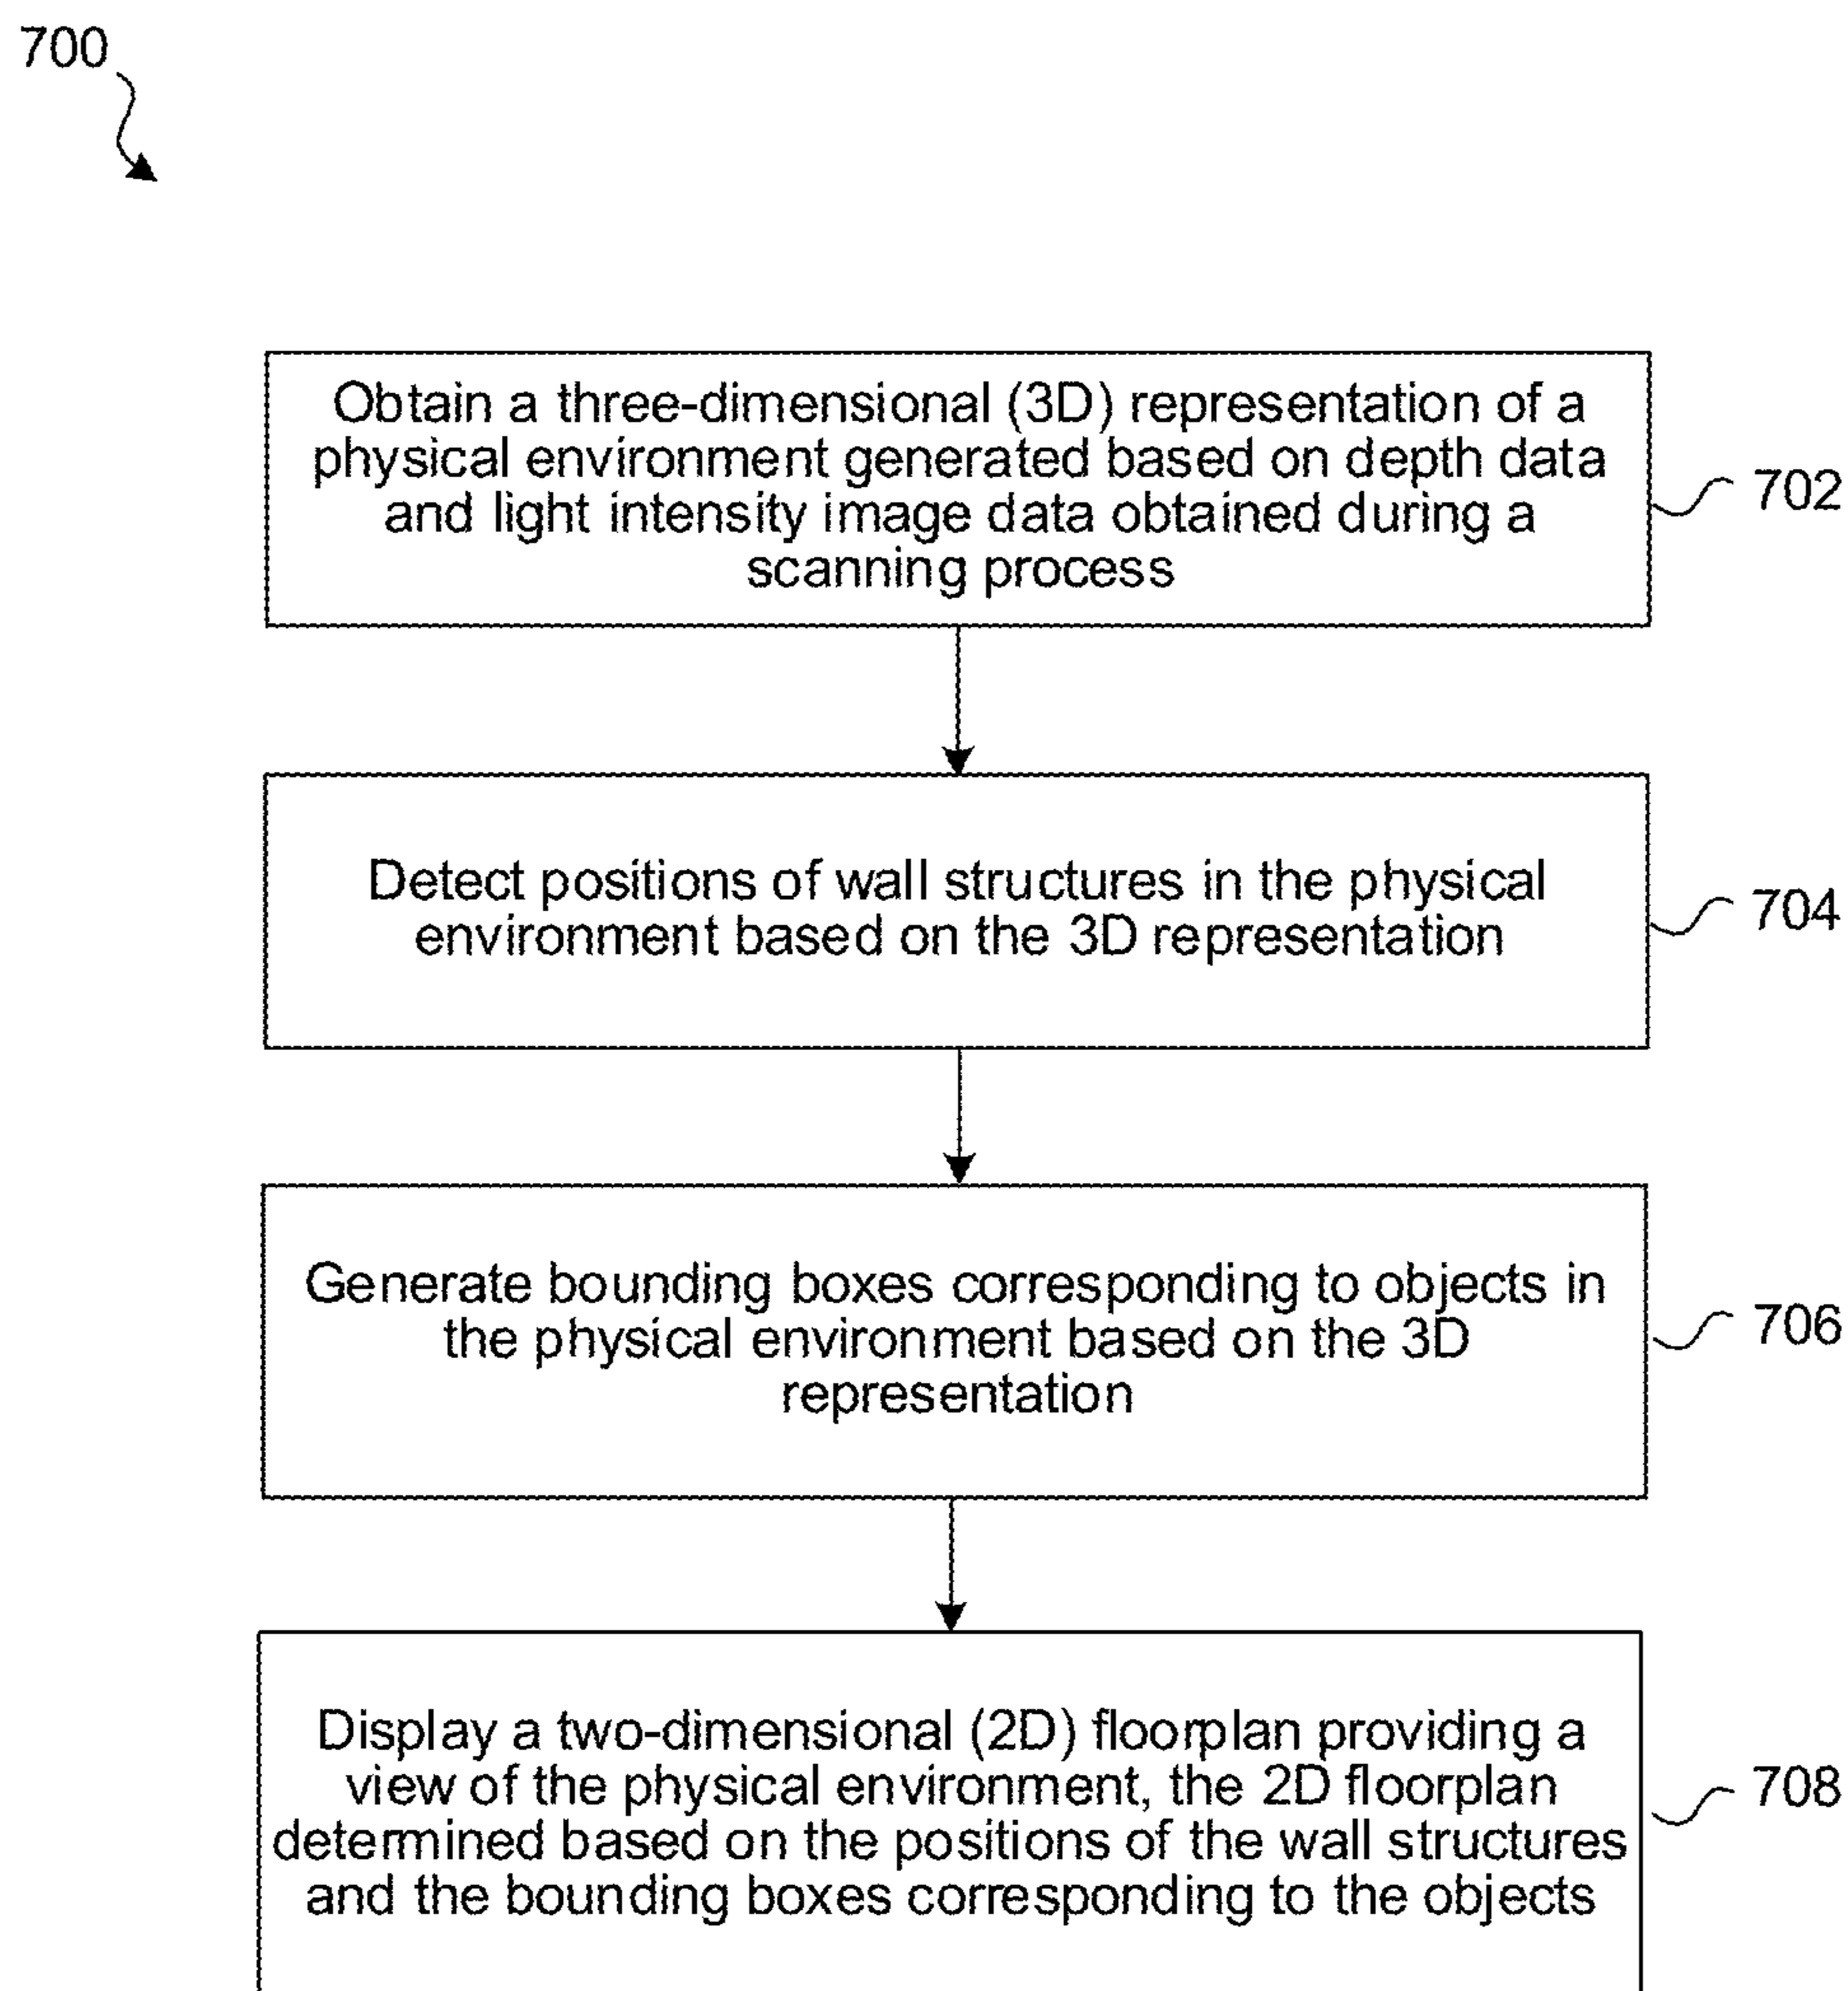 700
Obtain a three-dimensional (3D) representation of a
physical environment generated based on depth data
and light intensity image data obtained during a
scanning process
702
Detect positions of wall structures in the physical
environment based on the 3D representation
704
Generate bounding boxes corresponding to objects in
the physical environment based on the 3D
representation
706
Display a two-dimensional (2D) floorplan providing a
view of the physical environment, the 2D floorplan
determined based on the positions of the wall structures
and the bounding boxes corresponding to the objects
708